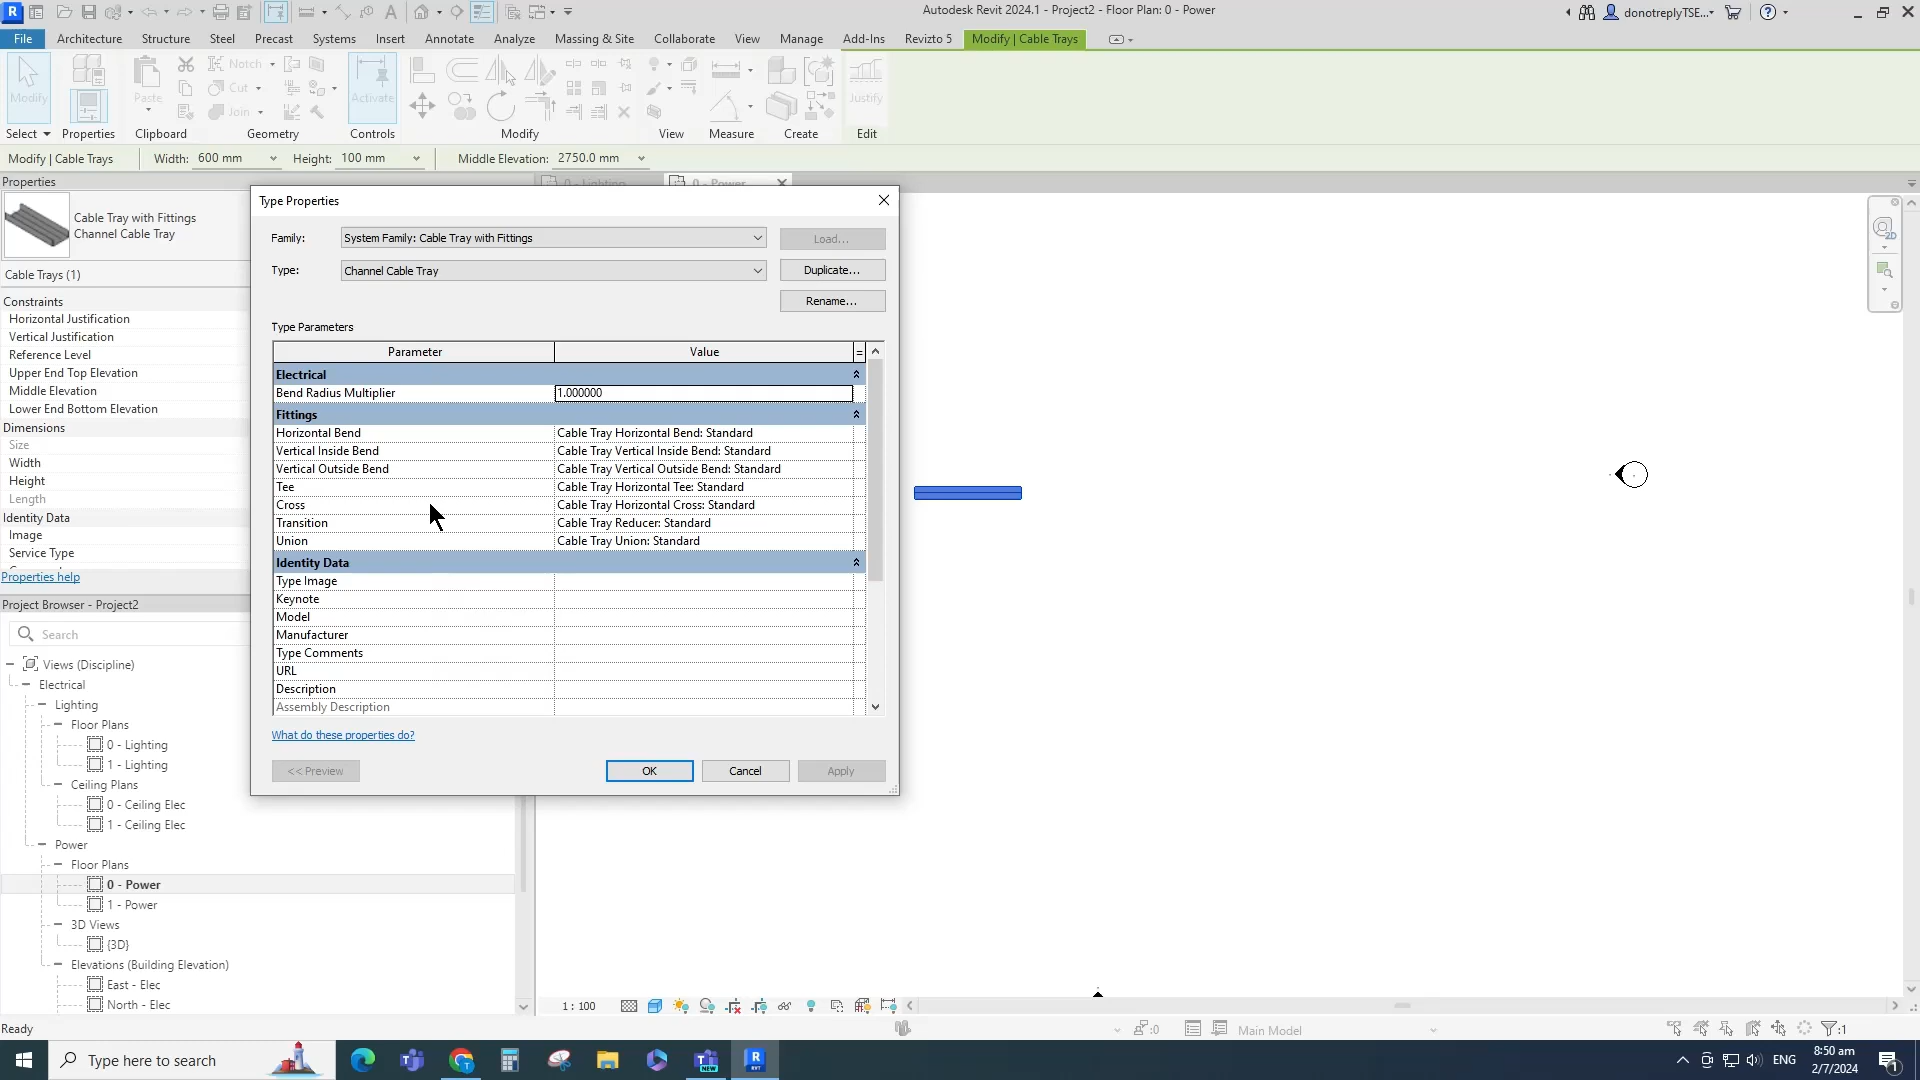 Autodesk Revit 2024.1 - Project2 - Floor Plan: 0 - Power
donotreplyTSE...
File Architecture Structure Steel Precast Systems Insert Annotate Analyze Massing & Site Collaborate View Manage Add-Ins Revizto 5 Modify | Cable Trays
Modify Paste Notch Cut Join Activate Justify
Select Properties Clipboard Geometry Controls Modify View Measure Create Edit
Modify | Cable Trays Width: 600 mm Height: 100 mm Middle Elevation: 2750.0 mm
Properties
0 - Lighting 0 - Power
Cable Tray with Fittings
Channel Cable Tray
Cable Trays (1)
Constraints
Horizontal Justification
Vertical Justification
Reference Level
Upper End Top Elevation
Middle Elevation
Lower End Bottom Elevation
Dimensions
Size
Width
Height
Length
Identity Data
Image
Service Type
Properties help
Project Browser - Project2
Search
Views (Discipline)
Electrical
Lighting
Floor Plans
0 - Lighting
1 - Lighting
Ceiling Plans
0 - Ceiling Elec
1 - Ceiling Elec
Power
Floor Plans
0 - Power
1 - Power
3D Views
{3D}
Elevations (Building Elevation)
East - Elec
North - Elec
Type Properties
Family: System Family: Cable Tray with Fittings Load...
Type: Channel Cable Tray Duplicate...
Rename...
Type Parameters
Parameter Value =
Electrical
Bend Radius Multiplier 1.000000
Fittings
Horizontal Bend Cable Tray Horizontal Bend: Standard
Vertical Inside Bend Cable Tray Vertical Inside Bend: Standard
Vertical Outside Bend Cable Tray Vertical Outside Bend: Standard
Tee Cable Tray Horizontal Tee: Standard
Cross Cable Tray Horizontal Cross: Standard
Transition Cable Tray Reducer: Standard
Union Cable Tray Union: Standard
Identity Data
Type Image
Keynote
Model
Manufacturer
Type Comments
URL
Description
Assembly Description
What do these properties do?
<< Preview OK Cancel Apply
2D
1 : 100
Ready :0 Main Model :1
Type here to search NEW ENG 8:50 am
2/7/2024